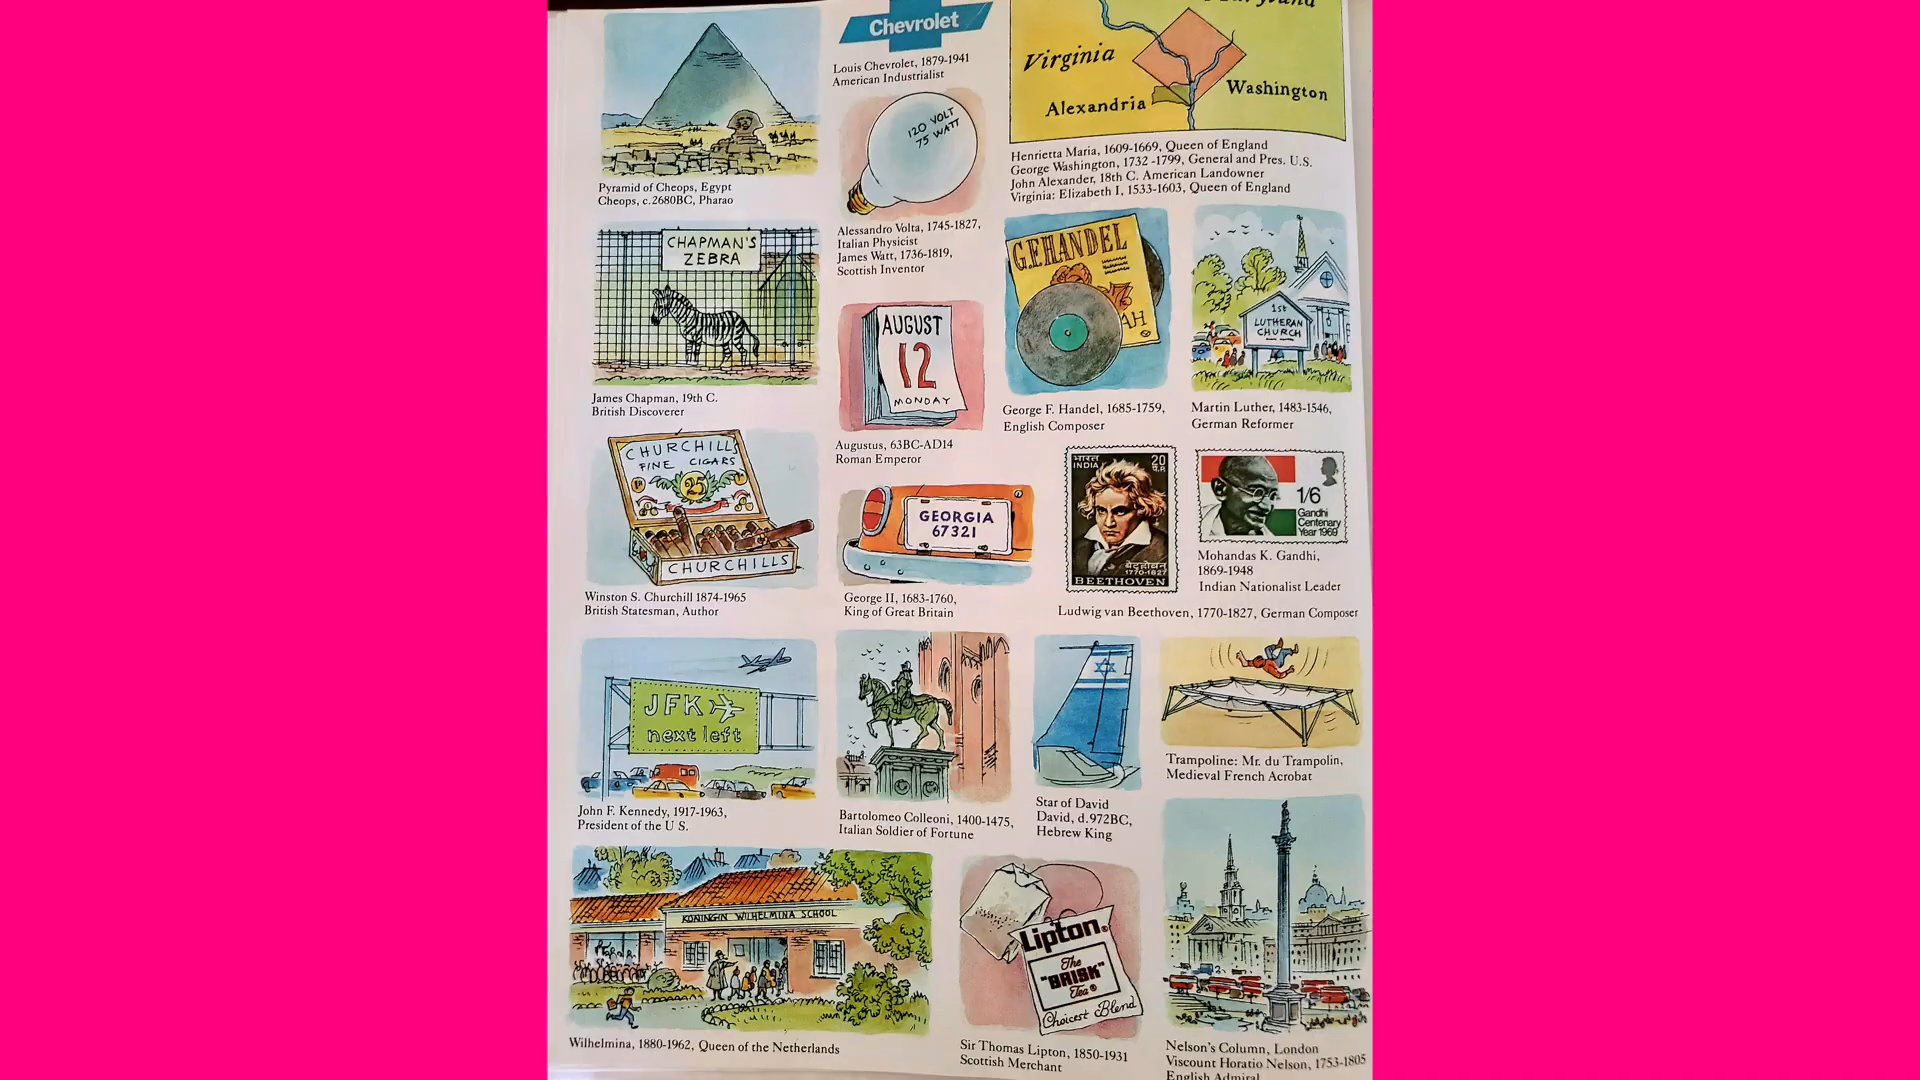 Chevrolet
Louis Chevrolet, 1879-1941
American Industrialist
Virginia
Alexandria
Washington
Henrietta Maria, 1609-1669, Queen of England
George Washington, 1732 -1799, General and Pres. U.S.
John Alexander, 18th C. American Landowner
Virginia: Elizabeth I, 1533-1603, Queen of England
Pyramid of Cheops, Egypt
Cheops, c.2680BC, Pharao
120 VOLT
75 WATT
Alessandro Volta, 1745-1827,
Italian Physicist
James Watt, 1736-1819,
Scottish Inventor
CHAPMAN'S
ZEBRA
James Chapman, 19th C.
British Discoverer
AUGUST
12
MONDAY
Augustus, 63BC-AD14
Roman Emperor
G.F.HANDEL
AH
George F. Handel, 1685-1759,
English Composer
1st
LUTHERAN
CHURCH
Martin Luther, 1483-1546,
German Reformer
CHURCHILL'S
FINE CIGARS
25
CHURCHILLS
Winston S. Churchill 1874-1965
British Statesman, Author
GEORGIA
67321
George II, 1683-1760,
King of Great Britain
भारत
INDIA
20
P.
बेटहोवन
1770-1827
BEETHOVEN
1/6
Gandhi
Centenary
Year 1969
Mohandas K. Gandhi,
1869-1948
Indian Nationalist Leader
Ludwig van Beethoven, 1770-1827, German Composer
JFK
next left
John F. Kennedy, 1917-1963,
President of the U S.
Bartolomeo Colleoni, 1400-1475,
Italian Soldier of Fortune
Star of David
David, d.972BC,
Hebrew King
Trampoline: Mr. du Trampolin,
Medieval French Acrobat
KONINGIN WILHELMINA SCHOOL
Wilhelmina, 1880-1962, Queen of the Netherlands
Lipton®
The
"BRISK"
Tea®
Choicest Blend
Sir Thomas Lipton, 1850-1931
Scottish Merchant
Nelson's Column, London
Viscount Horatio Nelson, 1753-1805
English Admiral